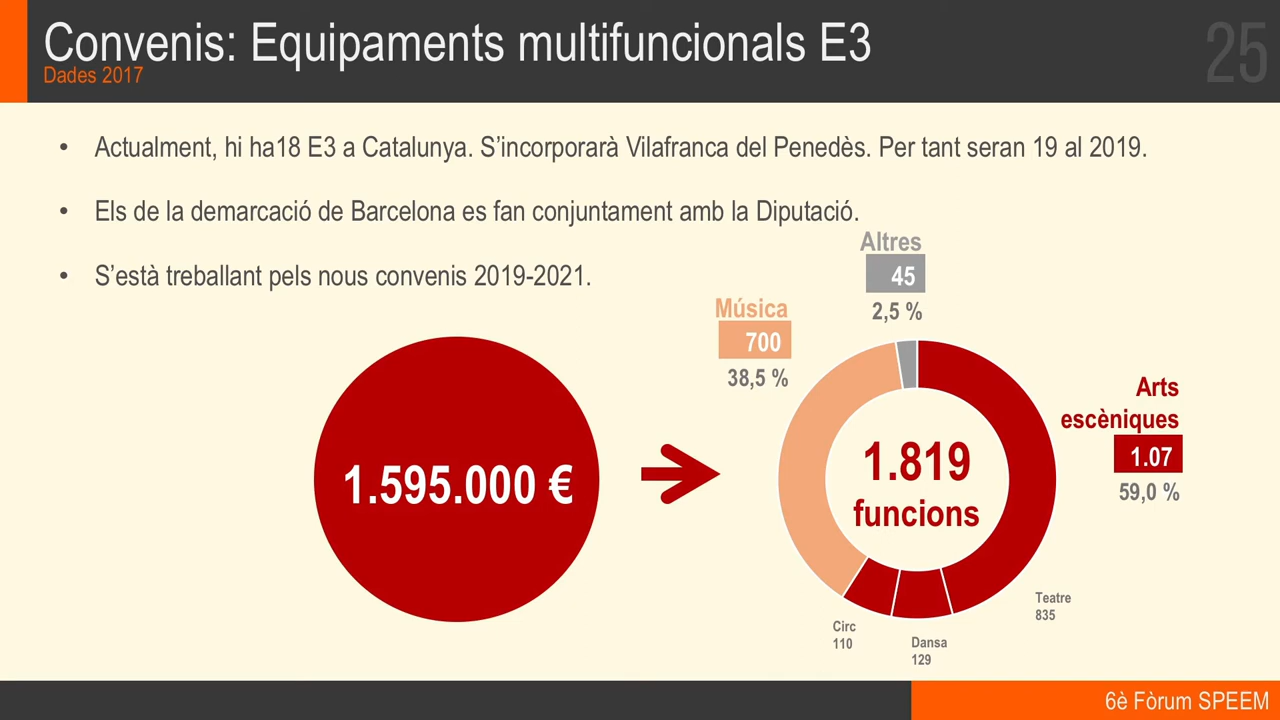 Convenis: Equipaments multifuncionals E3
Dades 2017
25
• Actualment, hi ha18 E3 a Catalunya. S’incorporarà Vilafranca del Penedès. Per tant seran 19 al 2019.
• Els de la demarcació de Barcelona es fan conjuntament amb la Diputació.
• S’està treballant pels nous convenis 2019-2021.
Altres
45
2,5 %
Música
700
38,5 %
Arts
escèniques
1.07
59,0 %
1.595.000 €
1.819
funcions
Teatre
835
Circ
110
Dansa
129
6è Fòrum SPEEM